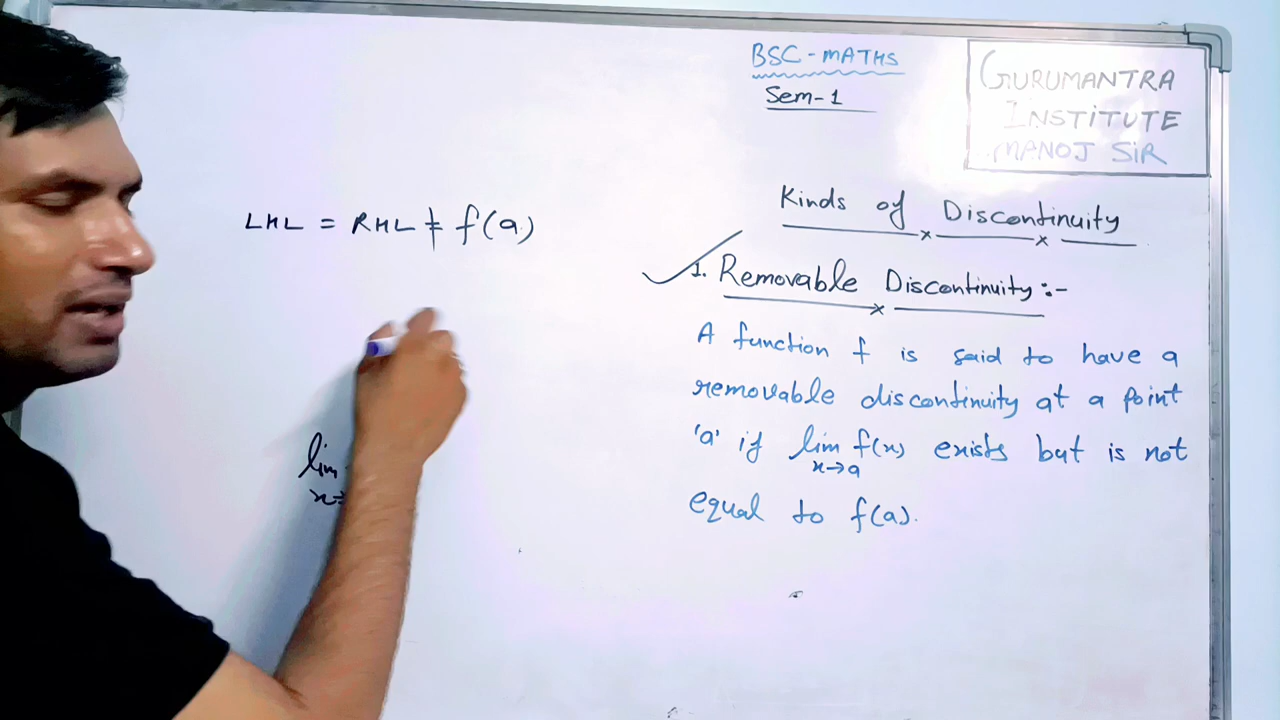 BSC-MATHS
Sem-1
GURUMANTRA
INSTITUTE
MANOJ SIR
Kinds of Discontinuity
LHL = RHL ≠ f(a)
1. Removable Discontinuity:-
A function f is said to have a
removable discontinuity at a point
'a' if lim f(x) exists but is not
x→a
equal to f(a).
lim
x→